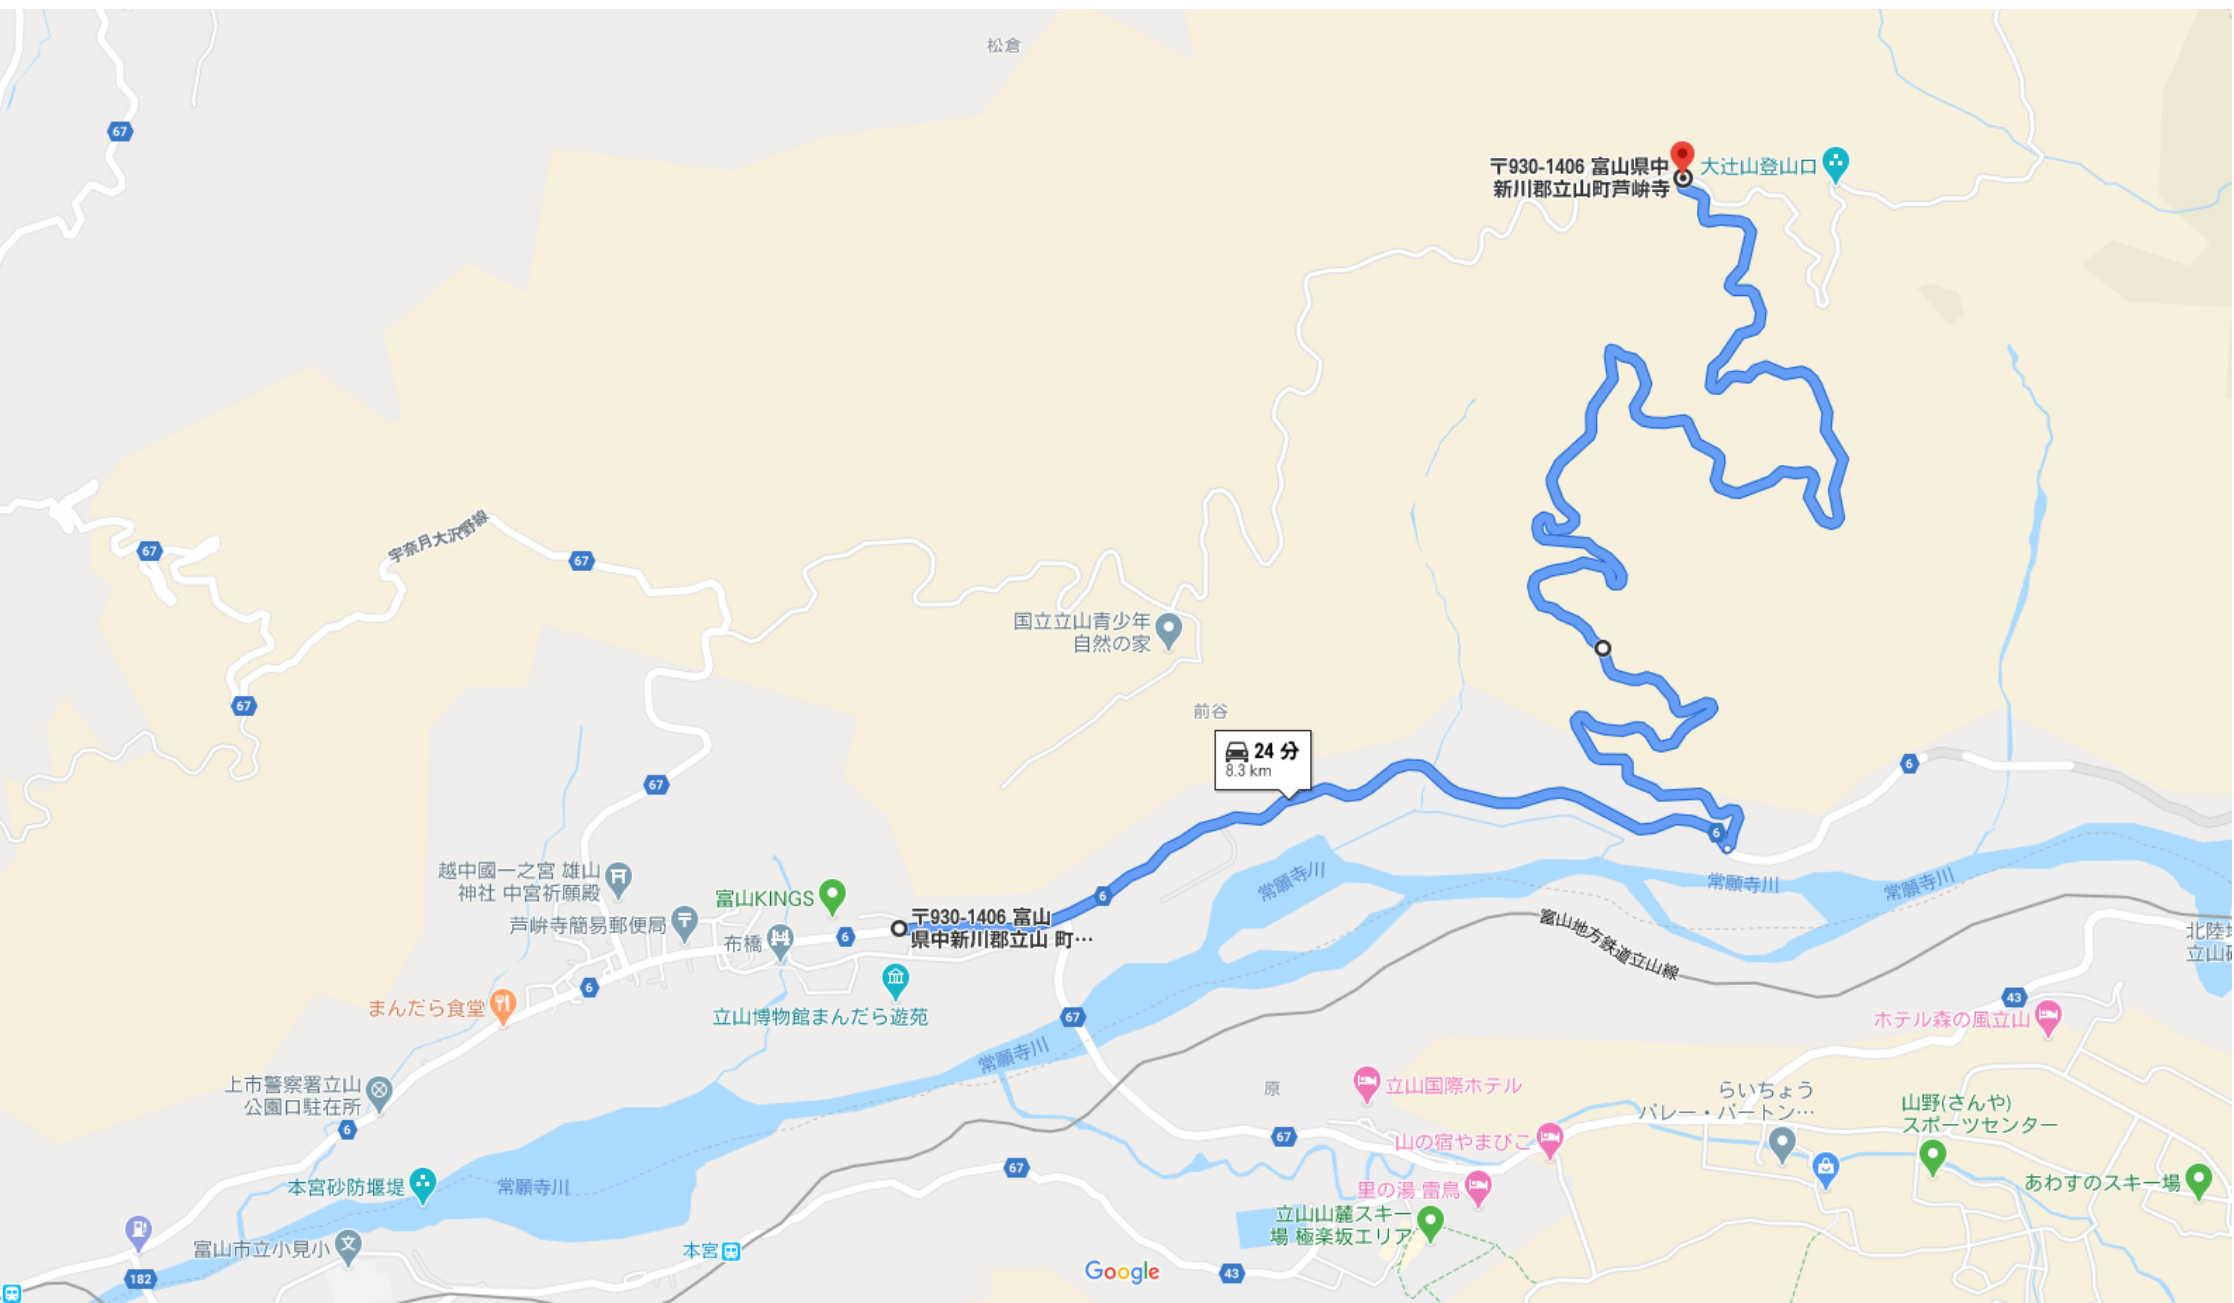 松倉
67
〒930-1406 富山県中
新川郡立山町芦峅寺
大辻山登山口
宇奈月大沢野線
67
67
国立立山青少年
自然の家
67
前谷
24 分
8.3 km
67
6
6
越中國一之宮 雄山
神社 中宮祈願殿
富山KINGS
芦峅寺簡易郵便局
布橋
6
〒930-1406 富山
県中新川郡立山 町…
6
常願寺川
常願寺川
常願寺川
富山地方鉄道立山線
北陸
立山
6
まんだら食堂
立山博物館まんだら遊苑
67
43
ホテル森の風立山
常願寺川
上市警察署立山
公園口駐在所
原
立山国際ホテル
らいちょう
バレー・バートン…
山野(さんや)
スポーツセンター
6
67
山の宿やまびこ
67
本宮砂防堰堤
常願寺川
里の湯 雷鳥
あわすのスキー場
立山山麓スキー
場 極楽坂エリア
富山市立小見小
文
本宮
182
Google
43